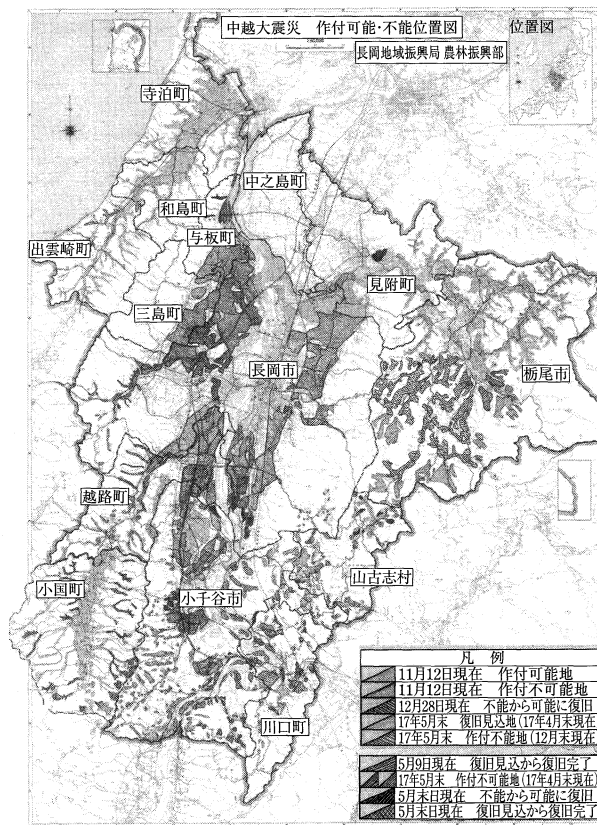 中越大震災　作付可能・不能位置図
位置図
長岡地域振興局 農林振興部
寺泊町
中之島町
和島町
与板町
出雲崎町
見附町
三島町
長岡市
栃尾市
越路町
山古志村
小国町
小千谷市
川口町
凡　例
11月12日現在　作付可能地
11月12日現在　作付不可能地
12月28日現在　不能から可能に復旧
17年5月末　復旧見込地(17年4月末現在)
17年5月末　作付不能地(12月末現在)
5月9日現在　復旧見込から復旧完了
17年5月末　作付不可能地(17年4月末現在)
5月末日現在　不能から可能に復旧
5月末日現在　復旧見込から復旧完了